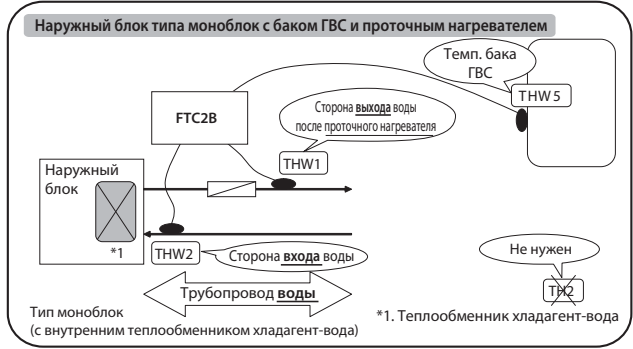 Наружный блок типа моноблок с баком ГВС и проточным нагревателем
Темп. бака
ГВС
THW 5
FTC2B
Сторона выхода воды
после проточного нагревателя
THW1
Наружный
блок
*1
THW2
Сторона входа воды
Трубопровод воды
Не нужен
TH2
Тип моноблок
(с внутренним теплообменником хладагент-вода)
*1. Теплообменник хладагент-вода